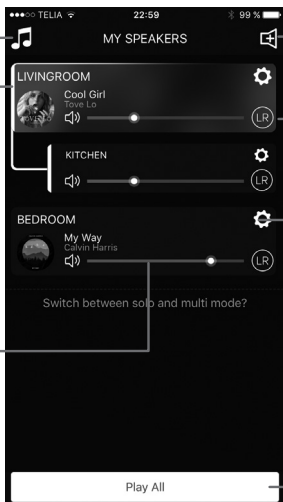 TELIA 22:59 99 %
MY SPEAKERS
LIVINGROOM
Cool Girl
Tove Lo
LR
KITCHEN
LR
BEDROOM
My Way
Calvin Harris
LR
Switch between solo and multi mode?
Play All